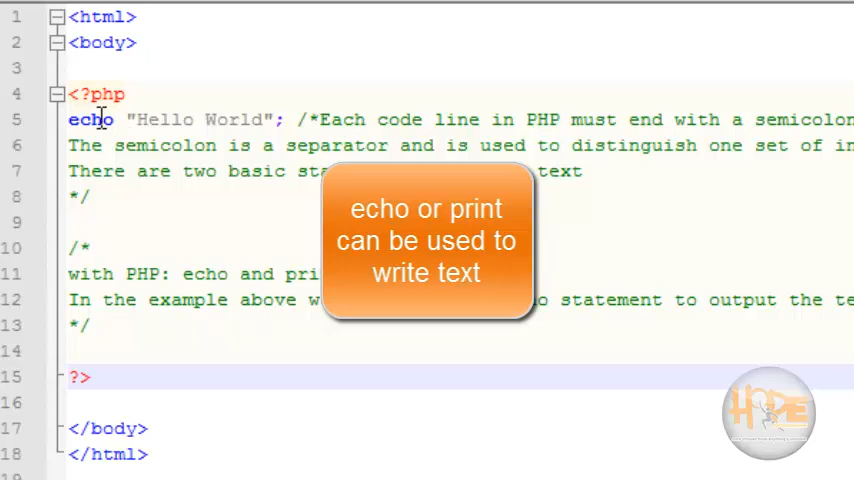 1 <html>
2 <body>
3
4 <?php
5 echo "Hello World"; /*Each code line in PHP must end with a semicolon
6 The semicolon is a separator and is used to distinguish one set of in
7 There are two basic sta text
8 */
9
10 /*
11 with PHP: echo and pri
12 In the example above w o statement to output the te
13 */
14
15 ?>
16
17 </body>
18 </html>
19
echo or print
can be used to
write text
HOPE